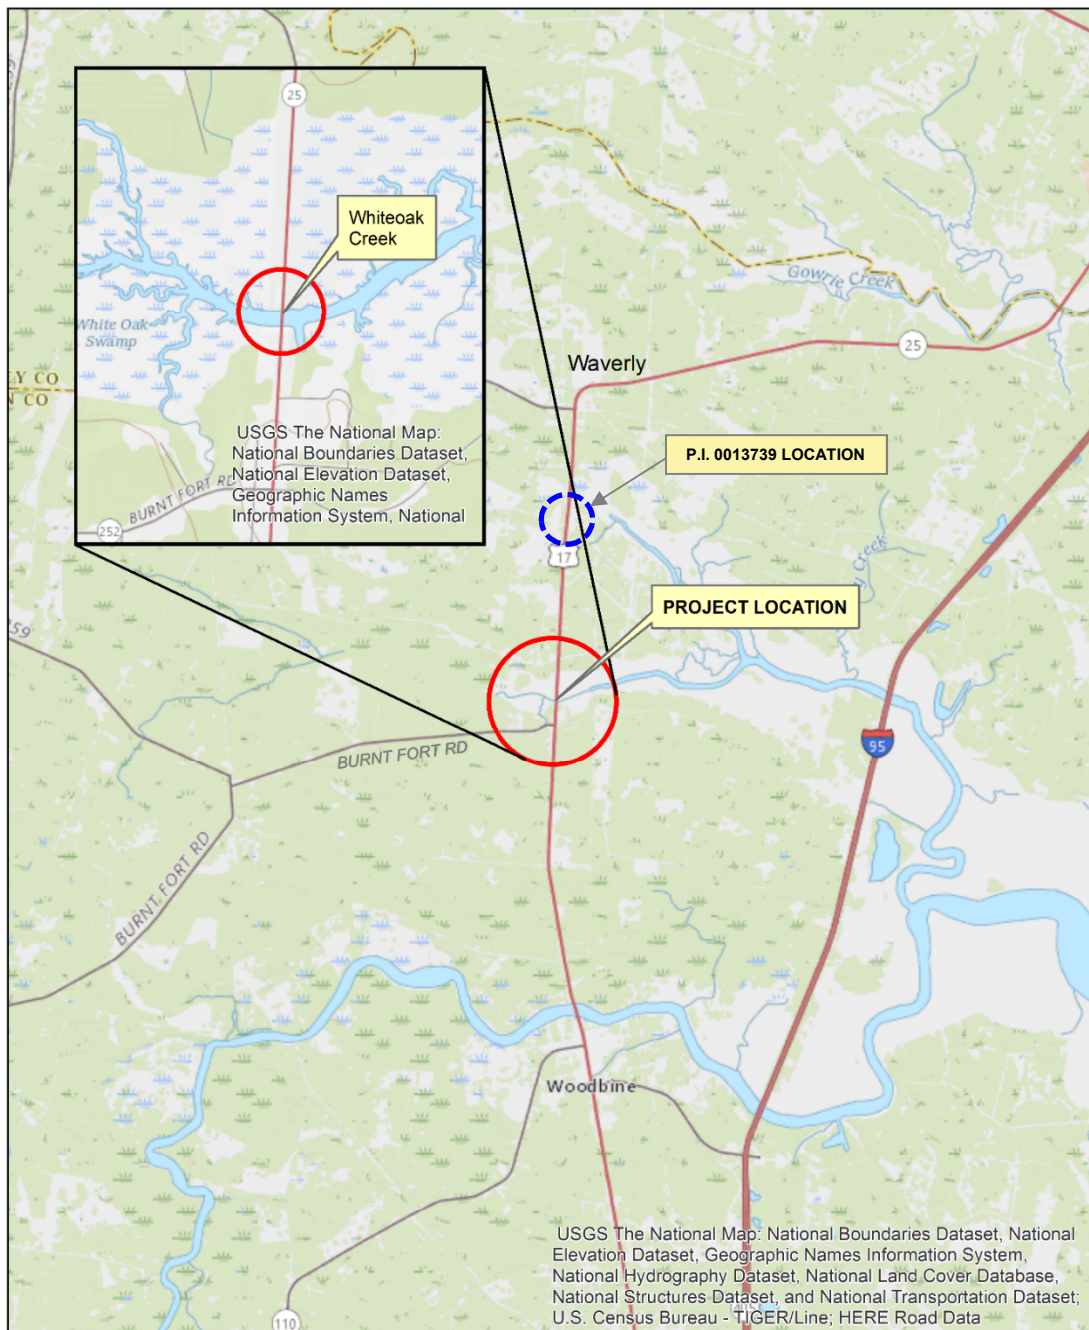 25
Whiteoak
Creek
White Oak
Swamp
USGS The National Map:
National Boundaries Dataset,
National Elevation Dataset,
Geographic Names
Information System, National
BURNT FORT RD
252
Y CO
N CO
Gowrie Creek
25
Waverly
P.I. 0013739 LOCATION
17
PROJECT LOCATION
Creek
259
95
BURNT FORT RD
BURNT FORT RD
Woodbine
110
USGS The National Map: National Boundaries Dataset, National
Elevation Dataset, Geographic Names Information System,
National Hydrography Dataset, National Land Cover Database,
National Structures Dataset, and National Transportation Dataset;
U.S. Census Bureau - TIGER/Line; HERE Road Data